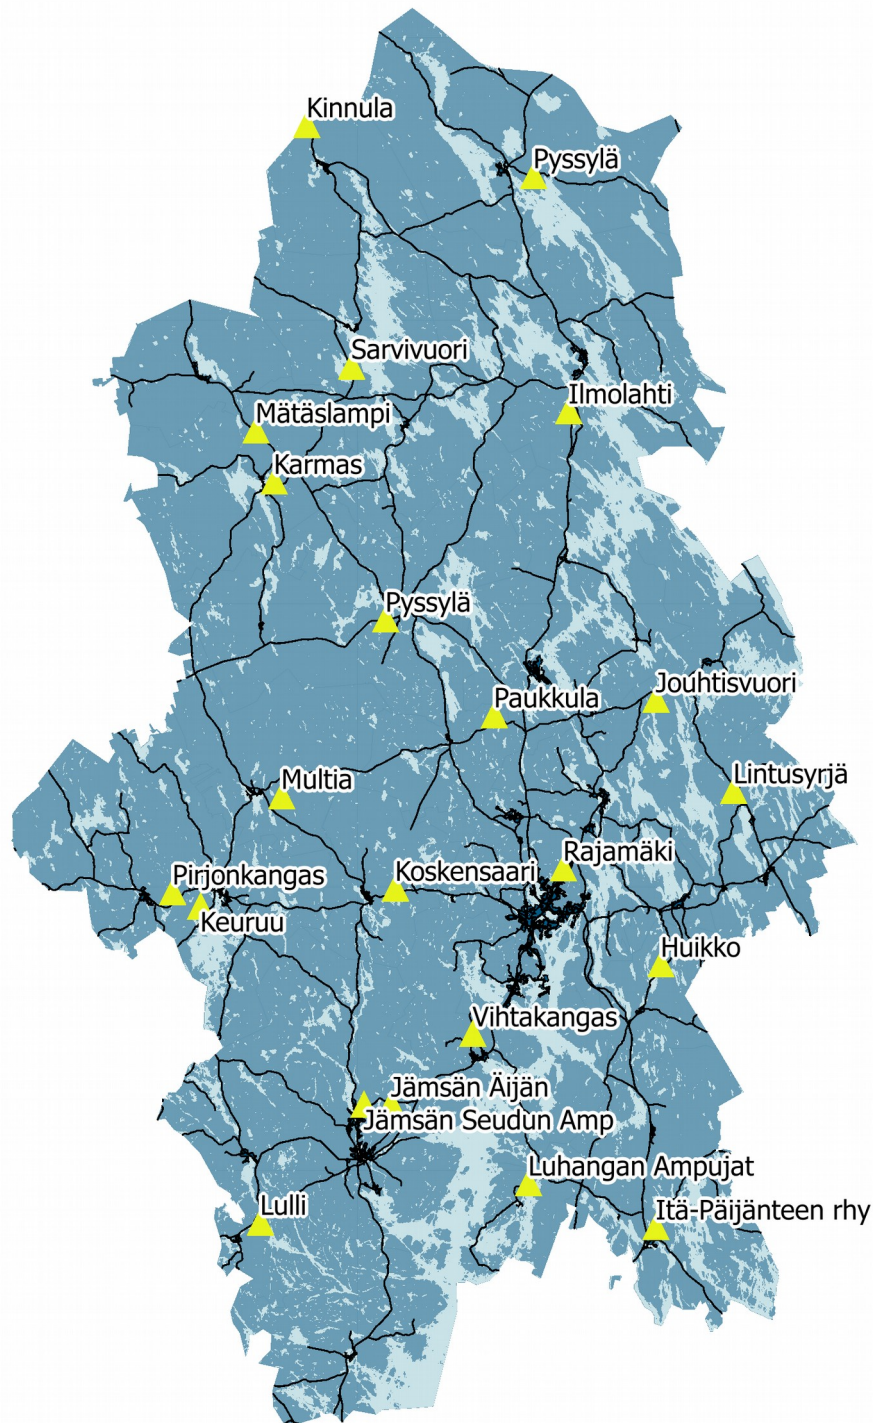 Kinnula
Pyssylä
Sarvivuori
Ilmolahti
Mätäslampi
Karmas
Pyssylä
Jouhtisvuori
Paukkula
Lintusyrjä
Multia
Rajamäki
Koskensaari
Pirjonkangas
Keuruu
Huikko
Vihtakangas
Jämsän Äijän
Jämsän Seudun Amp
Luhangan Ampujat
Lulli
Itä-Päijänteen rhy